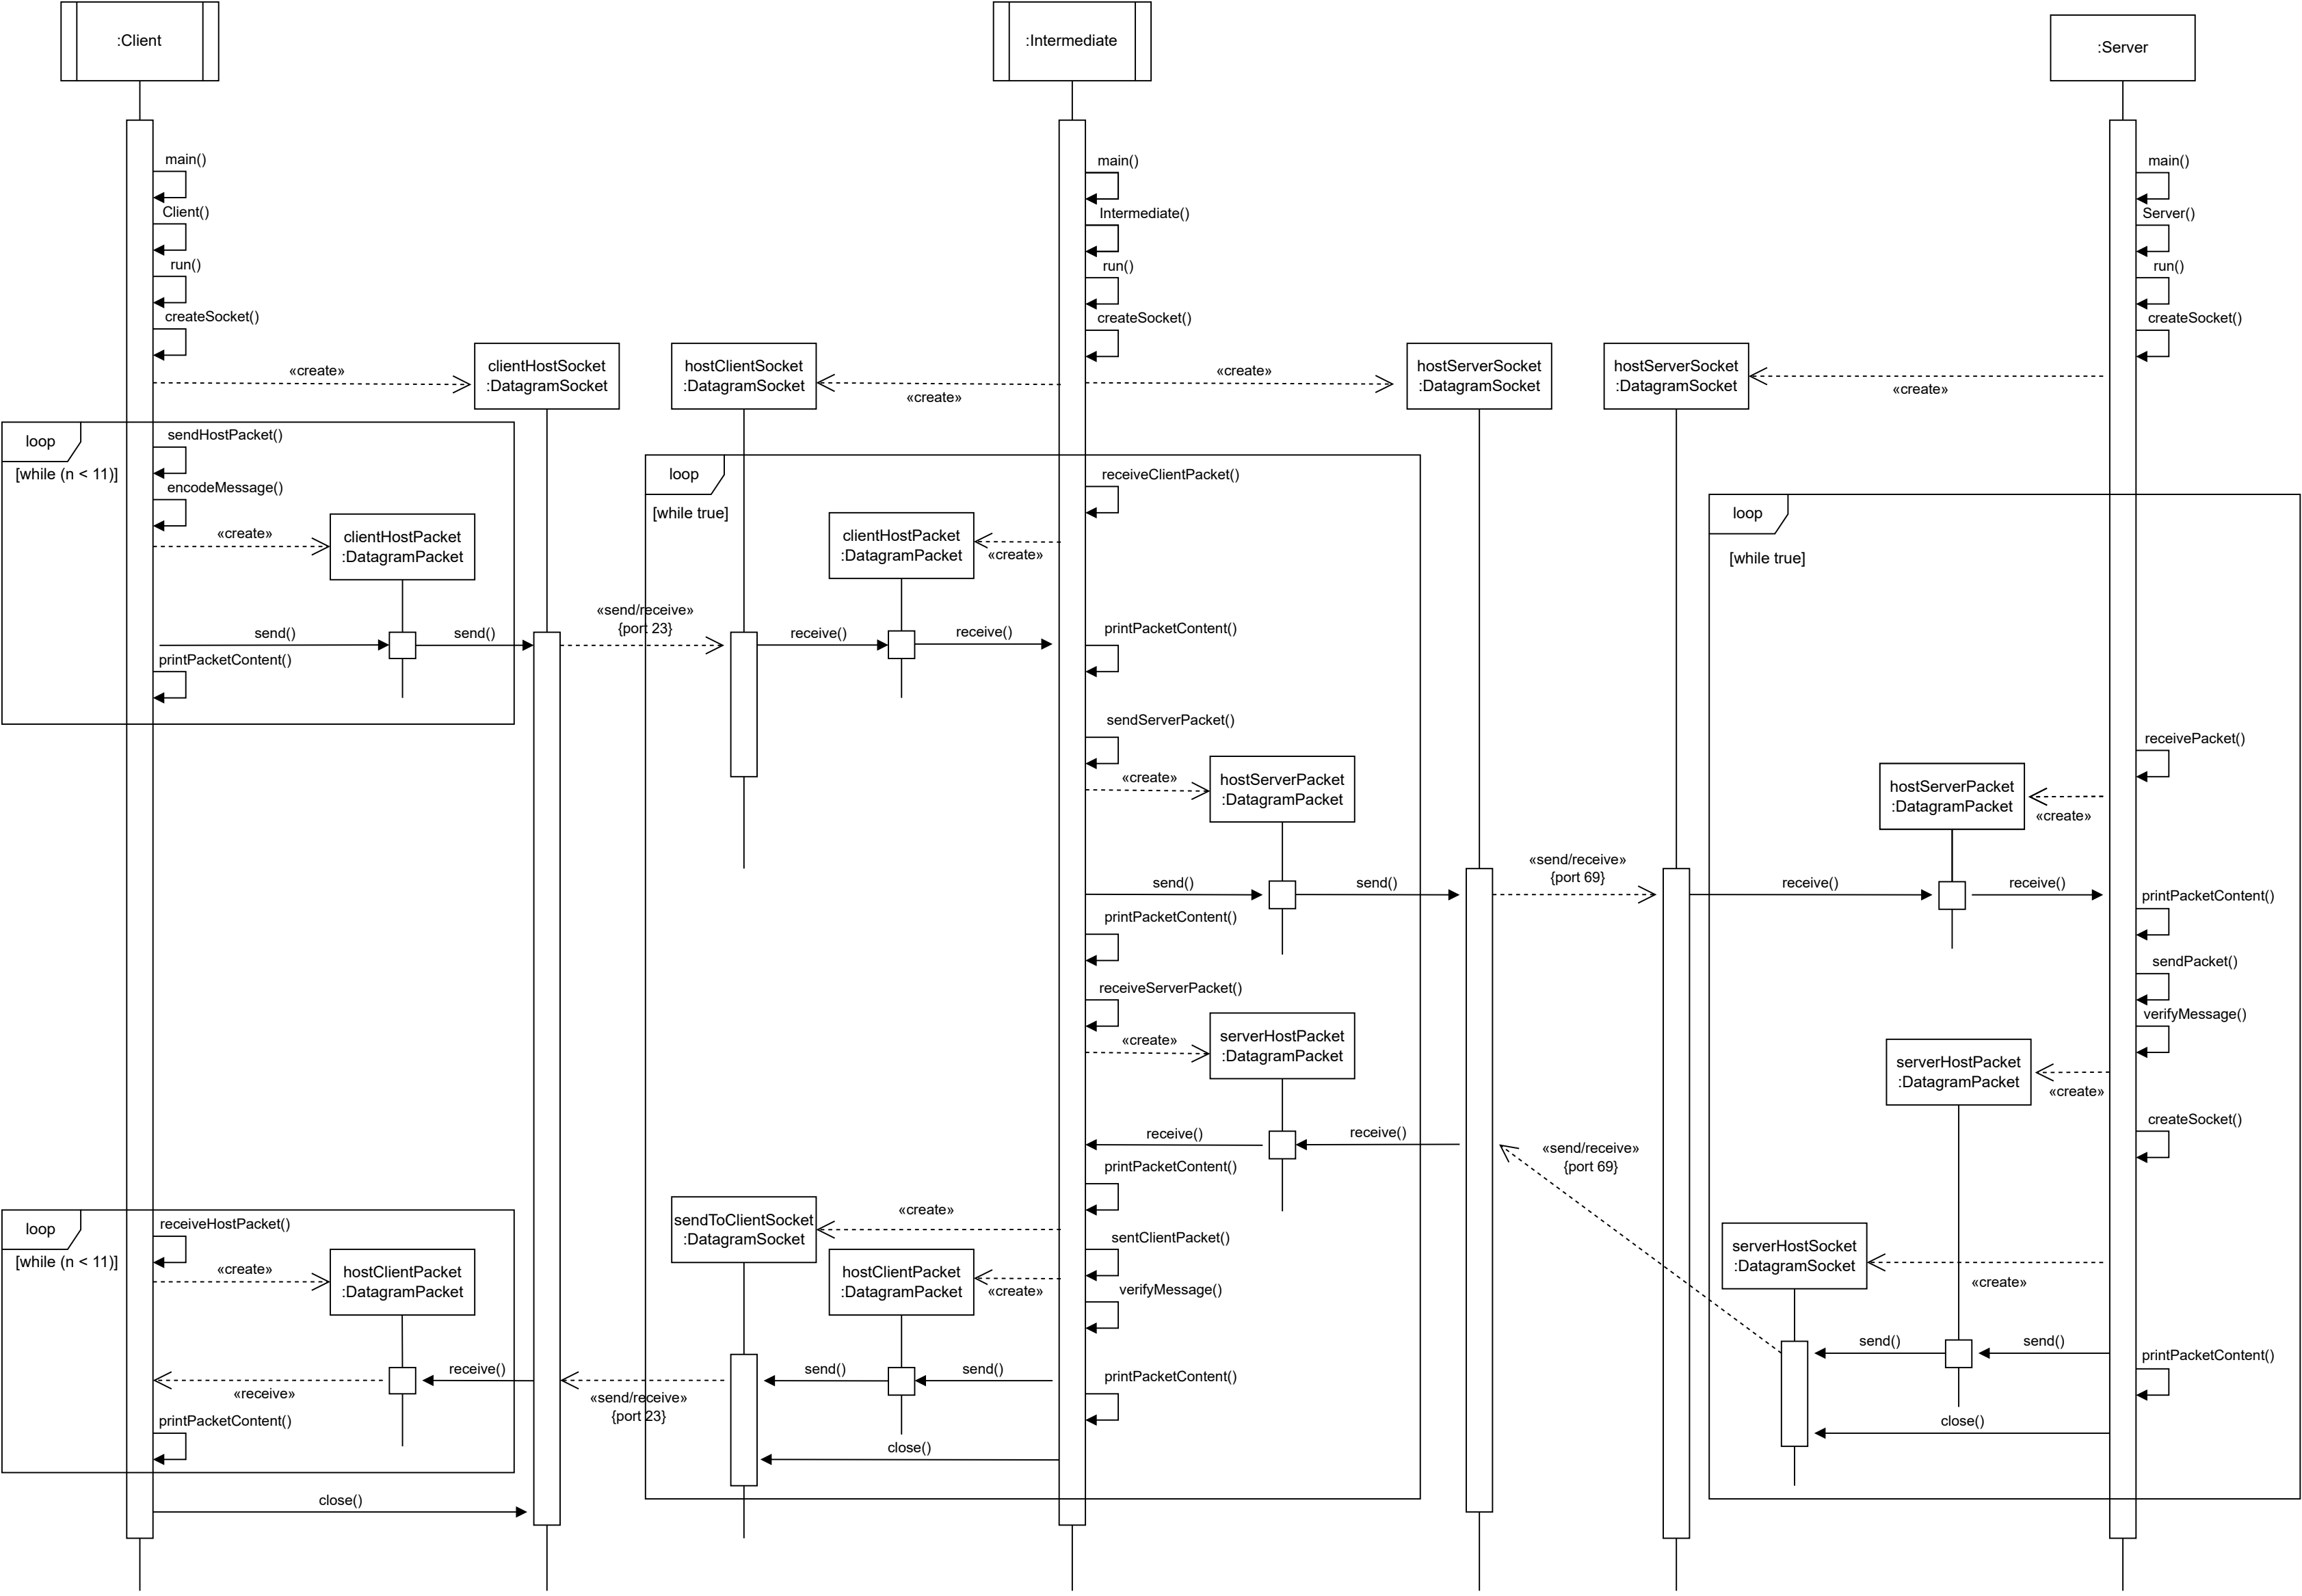 :Client
:Intermediate
:Server
main()
main()
main()
Client()
Intermediate()
Server()
run()
run()
run()
createSocket()
createSocket()
createSocket()
«create»
clientHostSocket
:DatagramSocket
hostClientSocket
:DatagramSocket
«create»
«create»
hostServerSocket
:DatagramSocket
hostServerSocket
:DatagramSocket
«create»
loop
[while (n < 11)]
sendHostPacket()
encodeMessage()
«create»
clientHostPacket
:DatagramPacket
send()
send()
printPacketContent()
«send/receive»
{port 23}
loop
[while true]
receiveClientPacket()
clientHostPacket
:DatagramPacket
«create»
receive()
receive()
printPacketContent()
sendServerPacket()
«create»
hostServerPacket
:DatagramPacket
send()
send()
printPacketContent()
«send/receive»
{port 69}
loop
[while true]
receivePacket()
hostServerPacket
:DatagramPacket
«create»
receive()
receive()
printPacketContent()
sendPacket()
verifyMessage()
serverHostPacket
:DatagramPacket
«create»
createSocket()
receiveServerPacket()
«create»
serverHostPacket
:DatagramPacket
receive()
receive()
«send/receive»
{port 69}
printPacketContent()
serverHostSocket
:DatagramSocket
«create»
send()
send()
printPacketContent()
close()
sendToClientSocket
:DatagramSocket
«create»
sentClientPacket()
hostClientPacket
:DatagramPacket
«create»
verifyMessage()
send()
send()
printPacketContent()
close()
«send/receive»
{port 23}
loop
[while (n < 11)]
receiveHostPacket()
«create»
hostClientPacket
:DatagramPacket
receive()
«receive»
printPacketContent()
close()